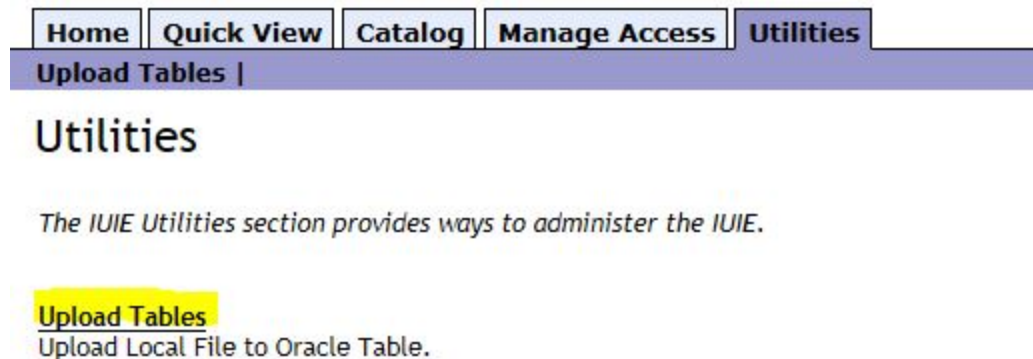 Home Quick View Catalog Manage Access Utilities
Upload Tables |
Utilities
The IUIE Utilities section provides ways to administer the IUIE.
Upload Tables
Upload Local File to Oracle Table.